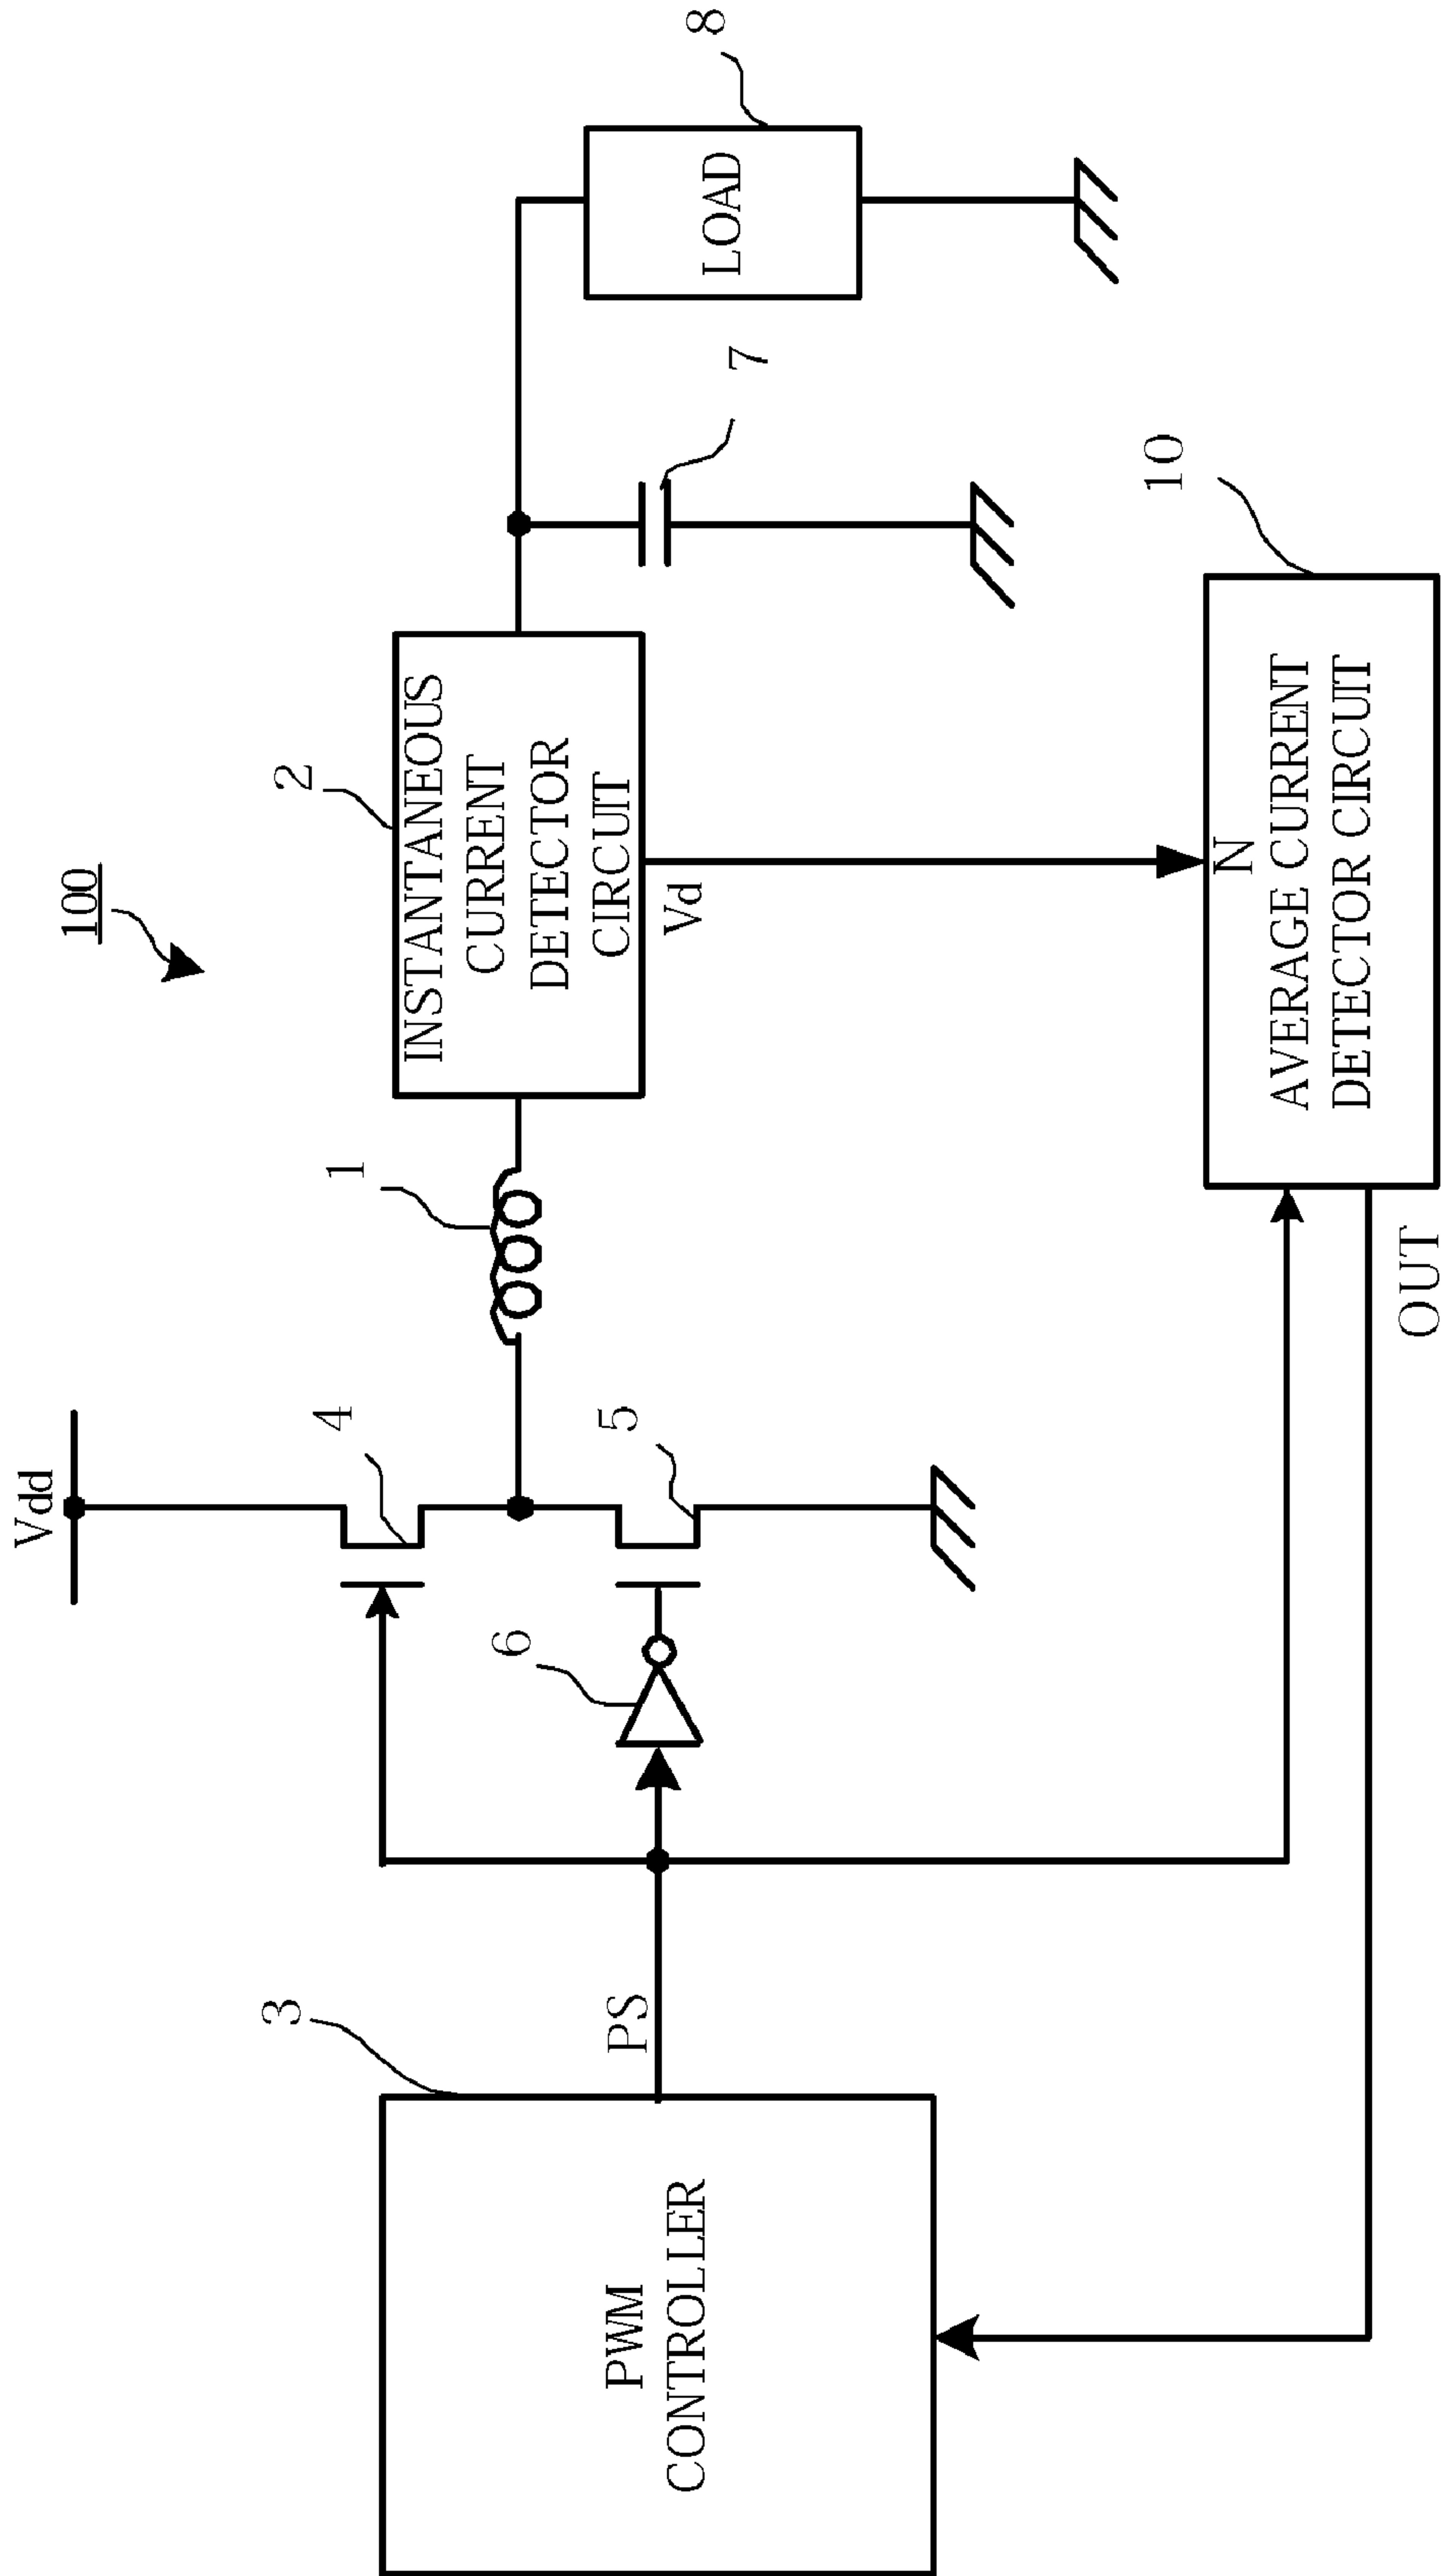 100
Vdd
3
PWM
CONTROLLER
PS
4
5
6
1
2
INSTANTANEOUS
CURRENT
DETECTOR
CIRCUIT
Vd
7
8
LOAD
10
N
AVERAGE CURRENT
DETECTOR CIRCUIT
OUT